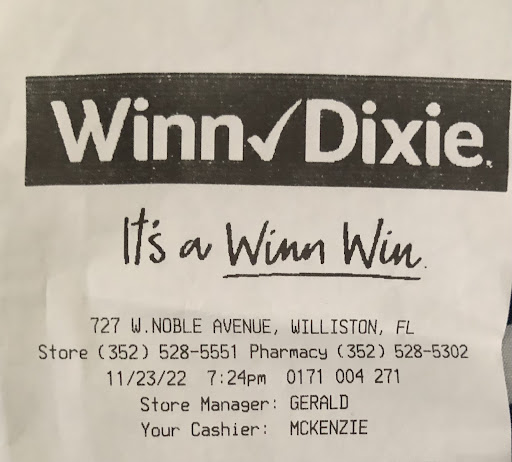 Winn✓Dixie.
It's a Winn Win.
727 W.NOBLE AVENUE, WILLISTON, FL
Store (352) 528-5551 Pharmacy (352) 528-5302
11/23/22 7:24pm 0171 004 271
Store Manager: GERALD
Your Cashier: MCKENZIE